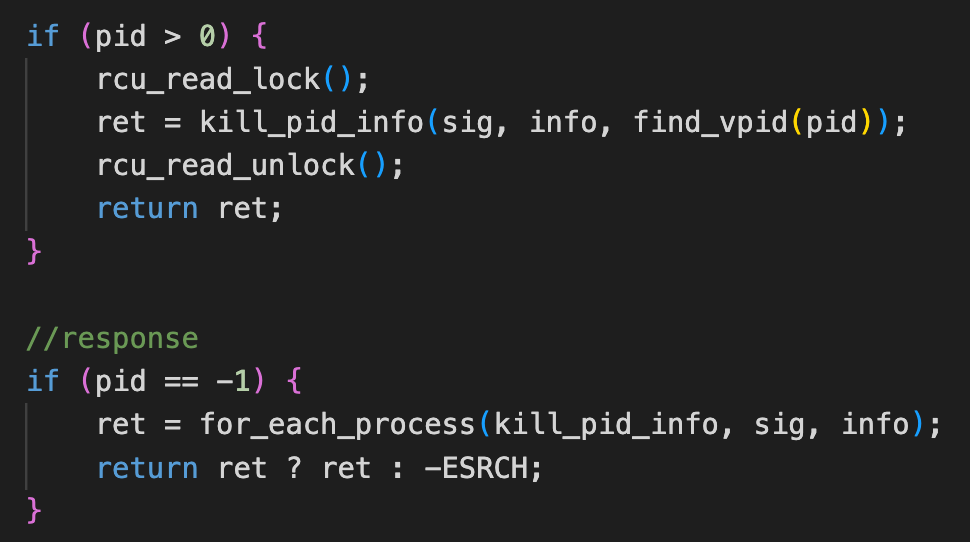 if (pid > 0) {
    rcu_read_lock();
    ret = kill_pid_info(sig, info, find_vpid(pid));
    rcu_read_unlock();
    return ret;
}

//response
if (pid == -1) {
    ret = for_each_process(kill_pid_info, sig, info);
    return ret ? ret : -ESRCH;
}